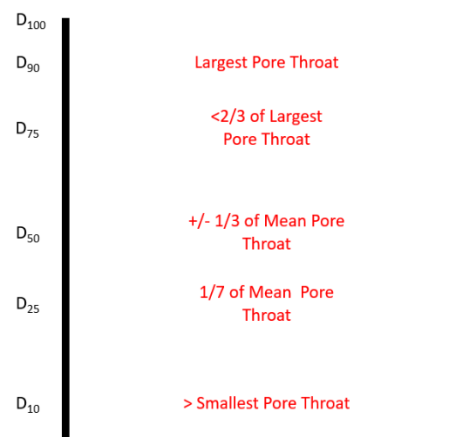 D100
D90 Largest Pore Throat
D75 <2/3 of Largest
Pore Throat
D50 +/- 1/3 of Mean Pore
Throat
D25 1/7 of Mean Pore
Throat
D10 > Smallest Pore Throat